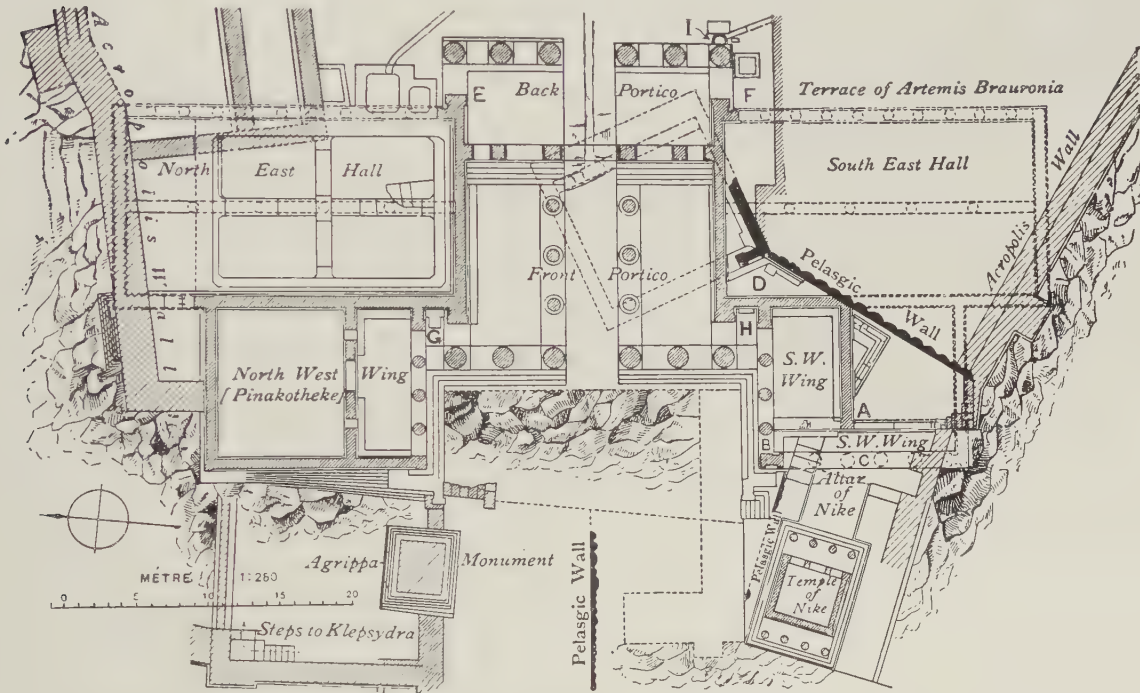 I
E
Back
Portico
F
Terrace of Artemis Brauronia
North
East
Hall
South East Hall
Wall
Acropolis
Acropolis
wall
Front
Portico
D
Pelasgic
Wall
G
H
North West
[Pinakotheke]
Wing
S.W.
Wing
A
B
S.W. Wing
C
Altar
of
Nike
Pelasgic Wall
Temple
of
Nike
Agrippa
Monument
Pelasgic Wall
MÈTRE 1:280
0 10 15 20
Steps to Klepsydra